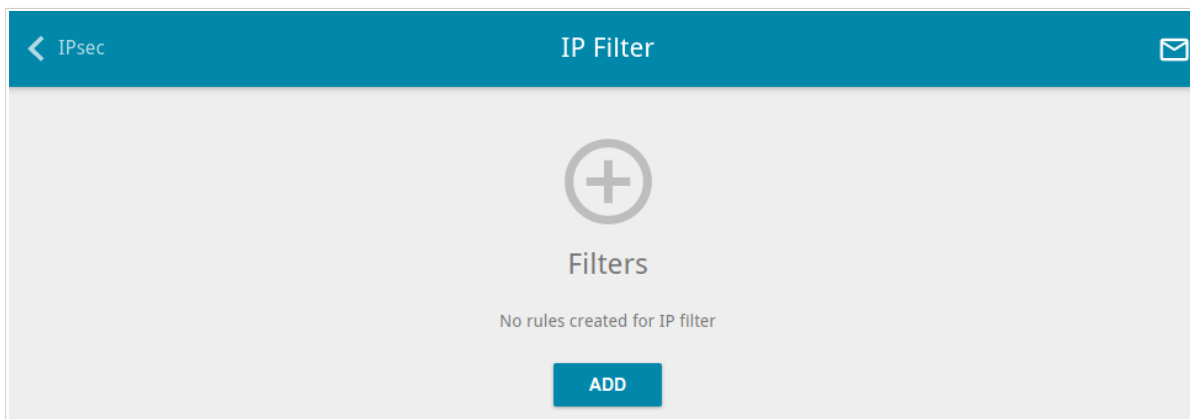 IPsec
IP Filter
Filters
No rules created for IP filter
ADD